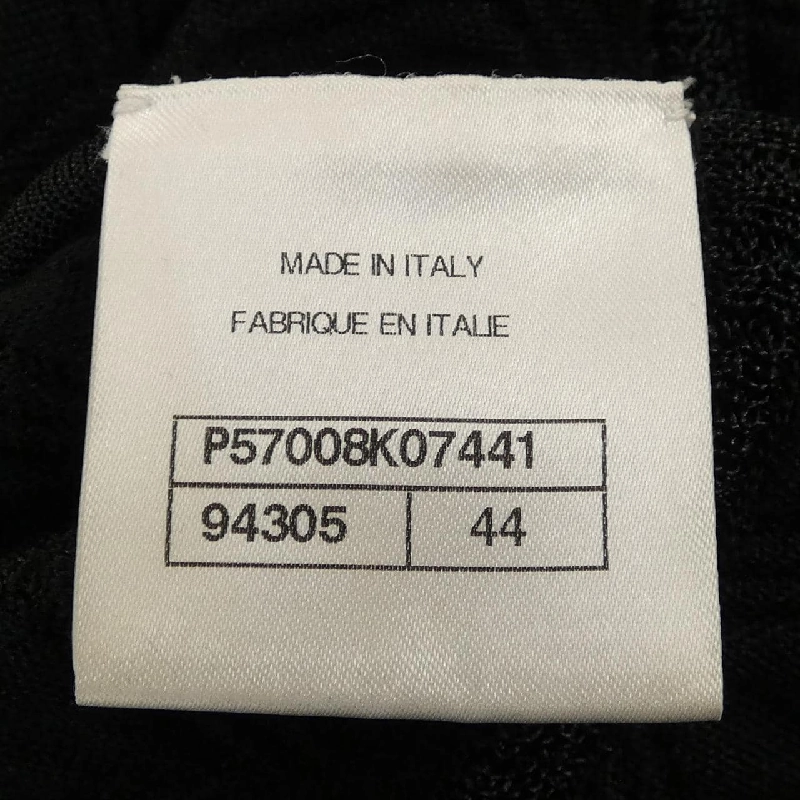 MADE IN ITALY
FABRIQUE EN ITALIE
P57008K07441
94305 44